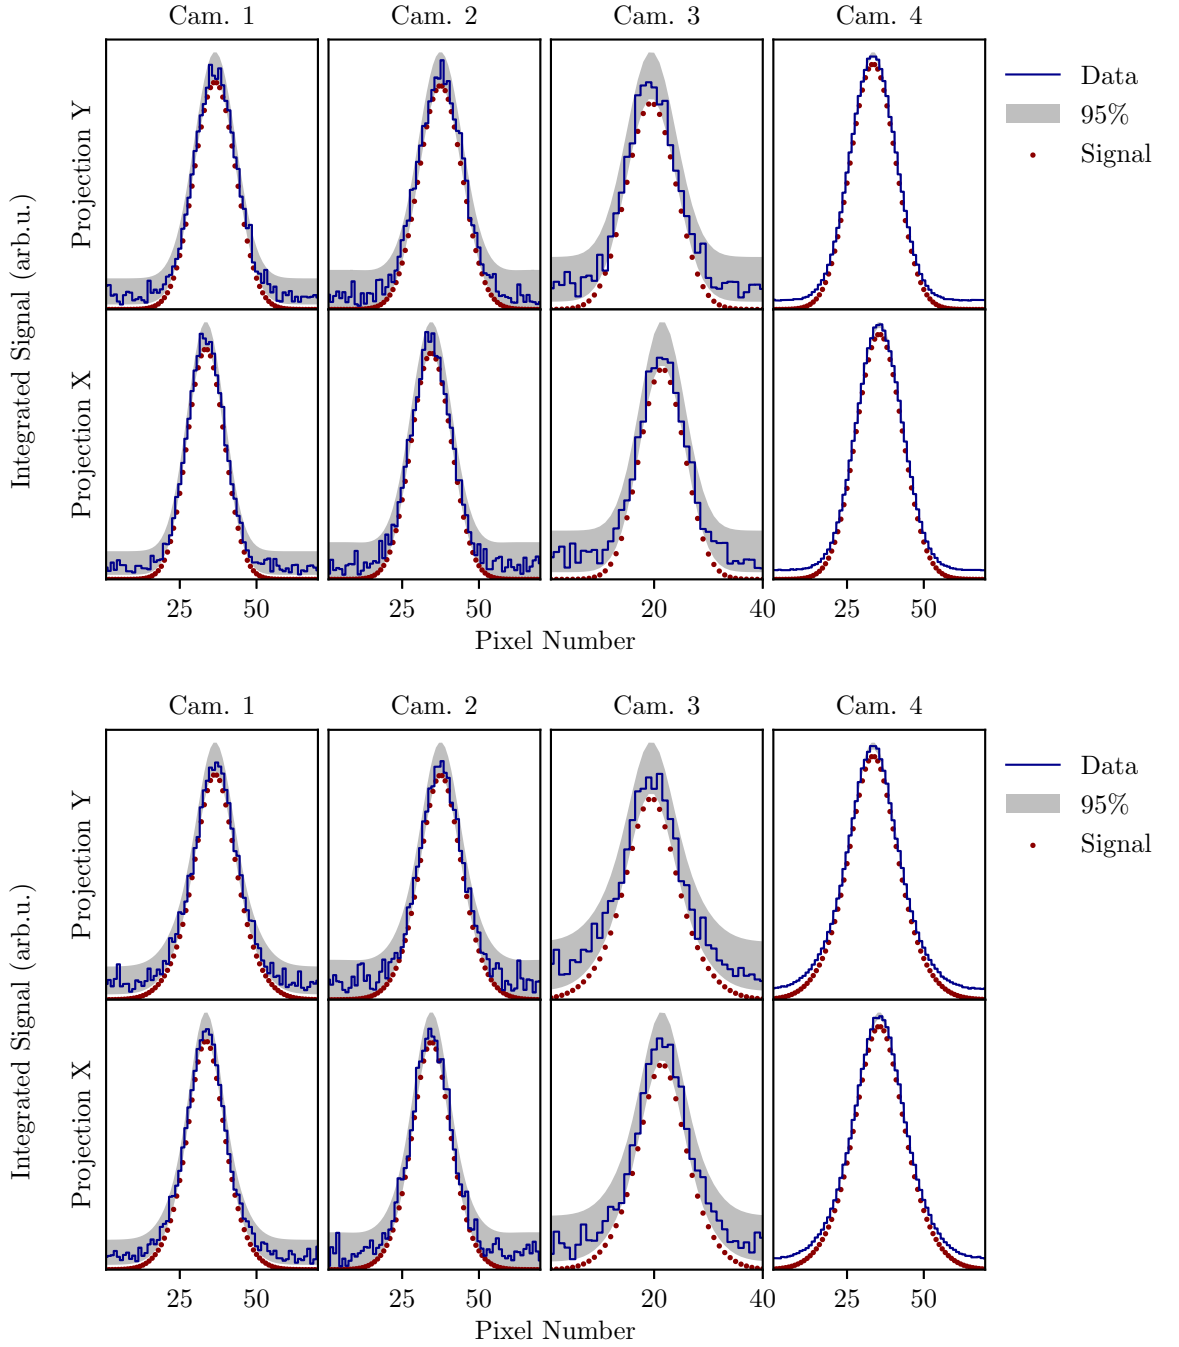 Cam. 1 Cam. 2 Cam. 3 Cam. 4
Data
95%
Signal
Integrated Signal (arb.u.)
Projection Y
Projection X
25 50 25 50 20 40 25 50
Pixel Number
Cam. 1 Cam. 2 Cam. 3 Cam. 4
Data
95%
Signal
Integrated Signal (arb.u.)
Projection Y
Projection X
25 50 25 50 20 40 25 50
Pixel Number